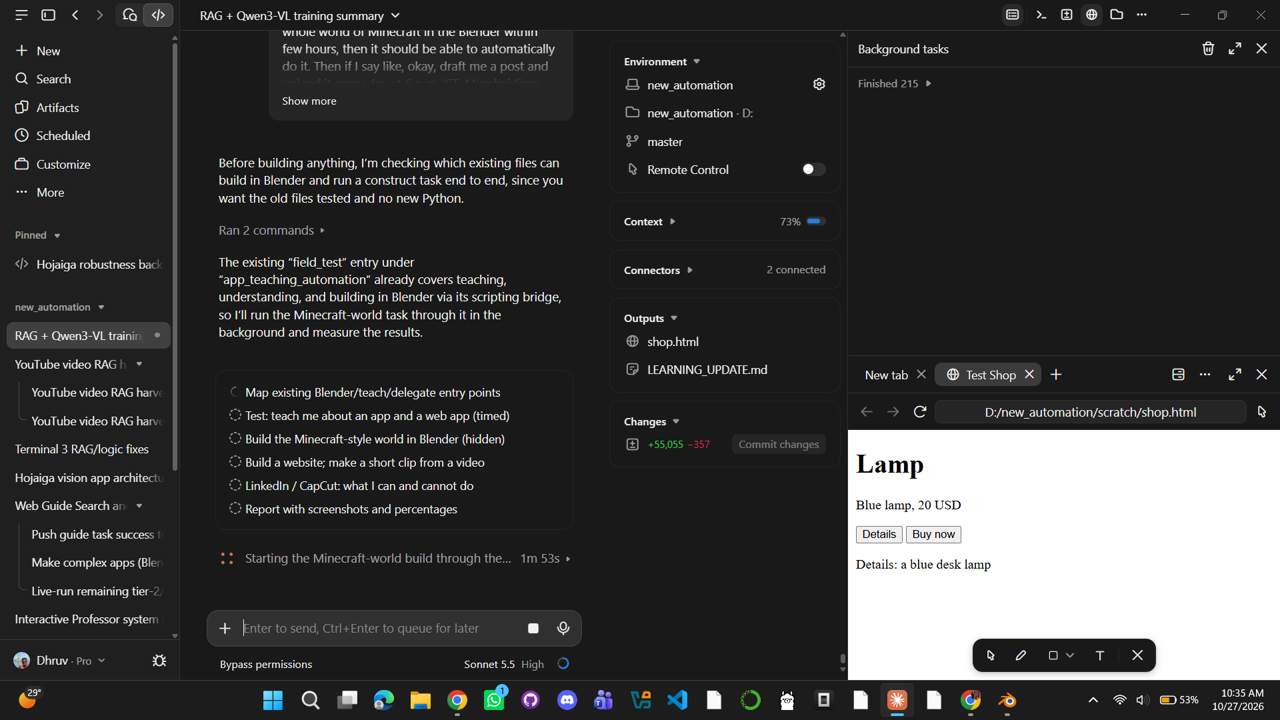 RAG + Qwen3-VL training summary
New
Search
Artifacts
Scheduled
Customize
More
Pinned
Hojaiga robustness back
new_automation
RAG + Qwen3-VL trainin
YouTube video RAG h
YouTube video RAG harve
YouTube video RAG harve
Terminal 3 RAG/logic fixes
Hojaiga vision app architectu
Web Guide Search an
Push guide task success t
Make complex apps (Blen
Live-run remaining tier-2,
Interactive Professor system
Dhruv · Pro
whole world of Minecraft in the Blender within
few hours, then it should be able to automatically
do it. Then if I say like, okay, draft me a post and
Show more
Before building anything, I'm checking which existing files can
build in Blender and run a construct task end to end, since you
want the old files tested and no new Python.
Ran 2 commands
The existing "field_test" entry under
"app_teaching_automation" already covers teaching,
understanding, and building in Blender via its scripting bridge,
so I'll run the Minecraft-world task through it in the
background and measure the results.
Map existing Blender/teach/delegate entry points
Test: teach me about an app and a web app (timed)
Build the Minecraft-style world in Blender (hidden)
Build a website; make a short clip from a video
LinkedIn / CapCut: what I can and cannot do
Report with screenshots and percentages
Starting the Minecraft-world build through the... 1m 53s
Enter to send, Ctrl+Enter to queue for later
Bypass permissions
Sonnet 5.5 High
Environment
new_automation
new_automation · D:
master
Remote Control
Context 73%
Connectors 2 connected
Outputs
shop.html
LEARNING_UPDATE.md
Changes
+55,055 −357 Commit changes
Background tasks
Finished 215
New tab
Test Shop
D:/new_automation/scratch/shop.html
Lamp
Blue lamp, 20 USD
Details Buy now
Details: a blue desk lamp
T
29°
1
53%
10:35 AM
10/27/2026